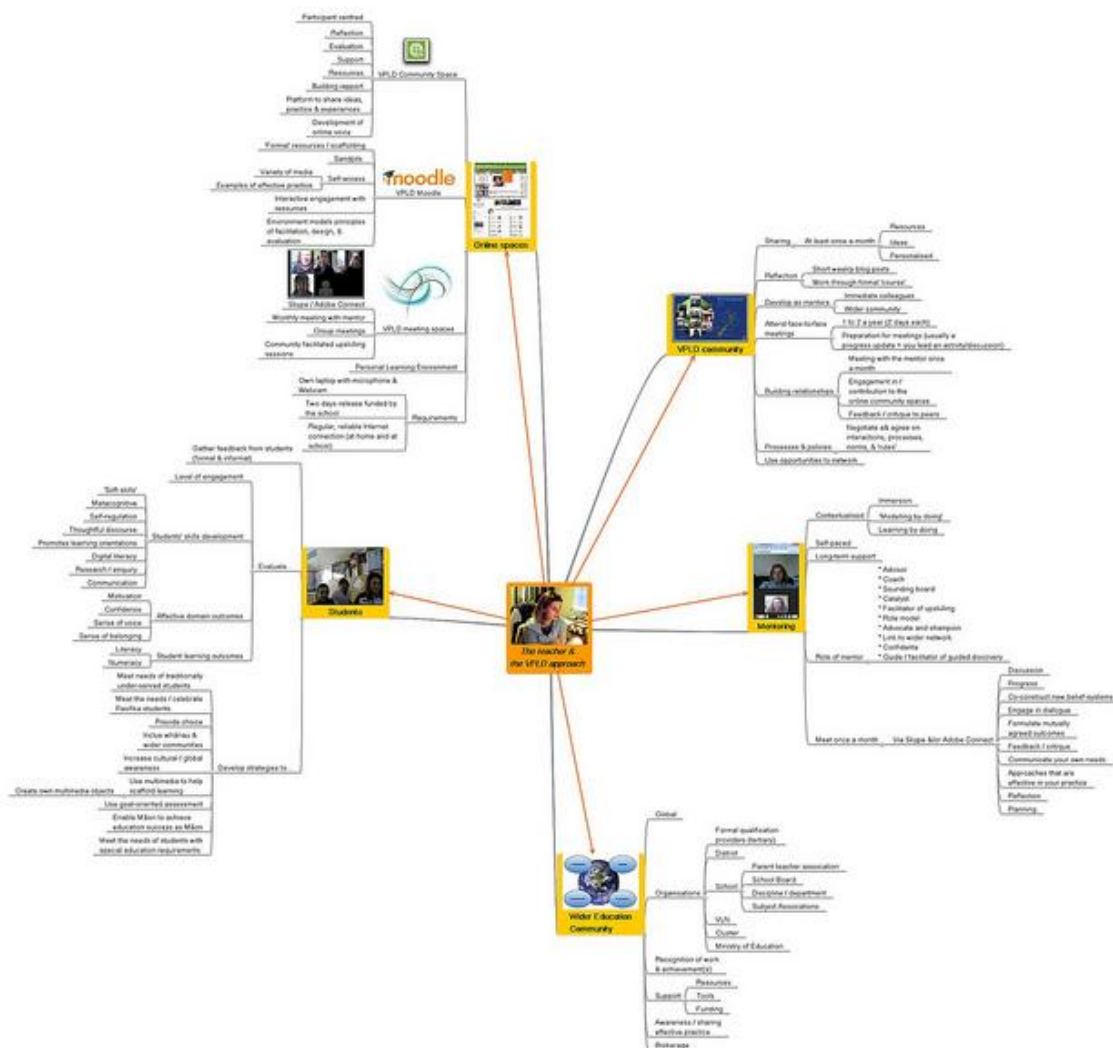 Participant centred
Reflection
Evaluation
Support
Resources
Building rapport
Platform to share ideas,
practice & experiences
Development of
online voice
VPLD Community Space
'Formal' resources / scaffolding
Sandpits
Variety of media
Examples of effective practice
Self-access
Interactive engagement with
resources
Environment models principles
of facilitation, design, &
evaluation
moodle
VPLD Moodle
Online spaces
Skype / Adobe Connect
Monthly meeting with mentor
Group meetings
Community facilitated upskilling
sessions
VPLD meeting spaces
Personal Learning Environment
Own laptop with microphone &
Webcam
Two days release funded by
the school
Regular, reliable Internet
connection (at home and at
school)
Requirements
Sharing
At least once a month
Resources
Ideas
Personalised
Reflection
Short weekly blog posts
Work through formal 'course'
Develop as mentors
Immediate colleagues
Wider community
Attend face-to-face
meetings
1 to 2 a year (2 days each)
Preparation for meetings (usually a
progress update + you lead an activity/discussion)
Building relationships
Meeting with the mentor once
a month
Engagement in /
contribution to the
online community spaces
Feedback / critique to peers
Processes & policies
Negotiate a& agree on
interactions, processes,
norms, & 'rules'
Use opportunities to network
VPLD community
Gather feedback from students
(formal & informal)
Level of engagement
'Soft skills'
Metacognitive
Self-regulation
Thoughtful discourse
Promotes learning orientations
Digital literacy
Research / enquiry
Communication
Students' skills development
Evaluate
Motivation
Confidence
Sense of voice
Sense of belonging
Affective domain outcomes
Literacy
Numeracy
Student learning outcomes
Meet needs of traditionally
under-served students
Meet the needs / celebrate
Pasifika students
Provide choice
Inclue whānau &
wider communities
Increase cultural / global
awareness
Create own multimedia objects
Use multimedia to help
scaffold learning
Use goal-oriented assessment
Enable Māori to achieve
education success as Māori
Meet the needs of students with
special education requirements
Develop strategies to...
Students
The teacher &
the VPLD approach
Contextualised
Immersion
'Modelling by doing'
Learning by doing
Self-paced
Long-term support
* Advisor
* Coach
* Sounding board
* Catalyst
* Facilitator of upskilling
* Role model
* Advocate and champion
* Link to wider network
* Confidante
* Guide / facilitator of guided discovery
Role of mentor
Meet once a month
Via Skype &/or Adobe Connect
Discussion
Progress
Co-construct new belief-systems
Engage in dialogue
Formulate mutually
agreed outcomes
Feedback / critique
Communicate your own needs
Approaches that are
effective in your practice
Reflection
Planning
Mentoring
Global
Organisations
Formal qualification
providers (tertiary)
District
School
Parent teacher association
School Board
Discipline / department
Subject Associations
VLN
Cluster
Ministry of Education
Recognition of work
& achievement(s)
Support
Resources
Tools
Funding
Awareness / sharing
effective practice
Brokerage
Wider Education
Community